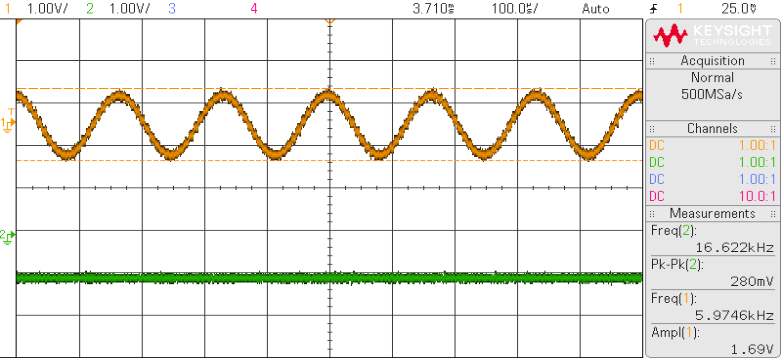 1 1.00V/ 2 1.00V/ 3 4 3.710s 100.0s/ Auto 1 25.0V
KEYSIGHT
TECHNOLOGIES
Acquisition
Normal
500MSa/s
Channels
DC 1.00:1
DC 1.00:1
DC 1.00:1
DC 10.0:1
Measurements
Freq(2):
16.622kHz
Pk-Pk(2):
280mV
Freq(1):
5.9746kHz
Ampl(1):
1.69V
T
1
2